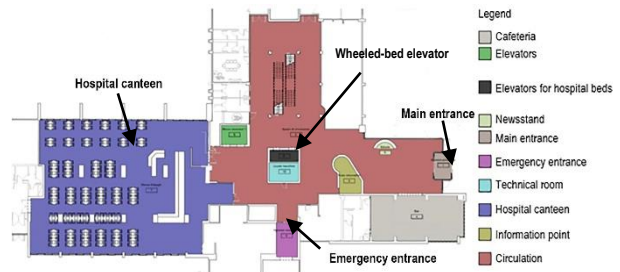 Legend
Cafeteria
Elevators
Elevators for hospital beds
Newsstand
Main entrance
Emergency entrance
Technical room
Hospital canteen
Information point
Circulation
Wheeled-bed elevator
Hospital canteen
Main entrance
Emergency entrance